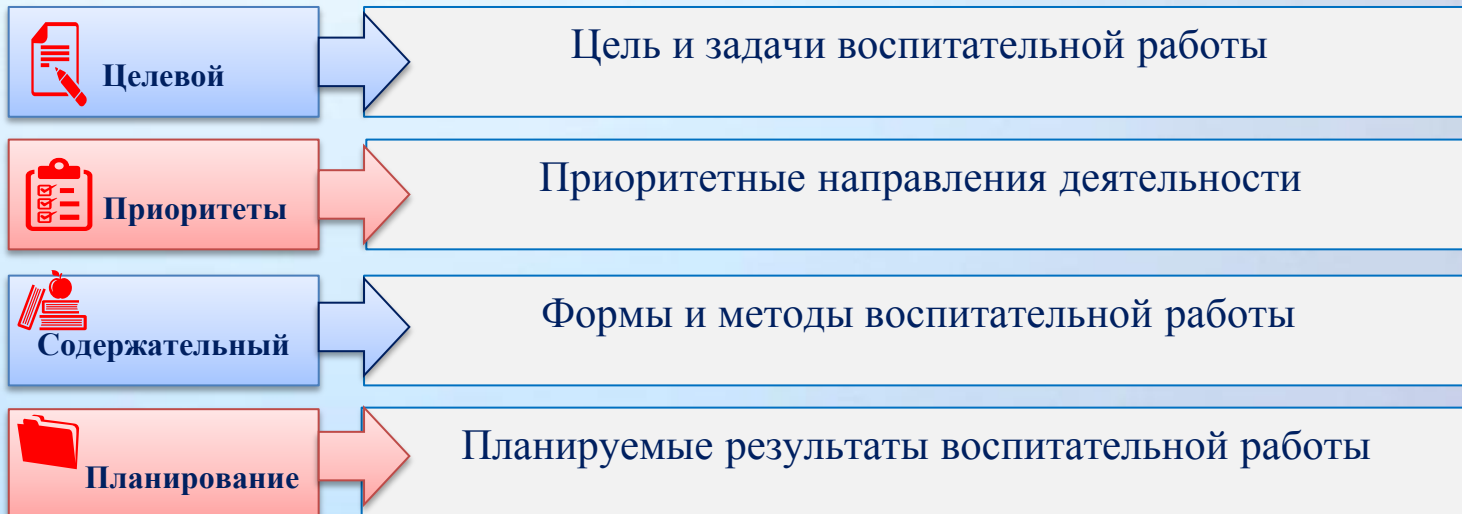 Целевой
Цель и задачи воспитательной работы
Приоритеты
Приоритетные направления деятельности
Содержательный
Формы и методы воспитательной работы
Планирование
Планируемые результаты воспитательной работы